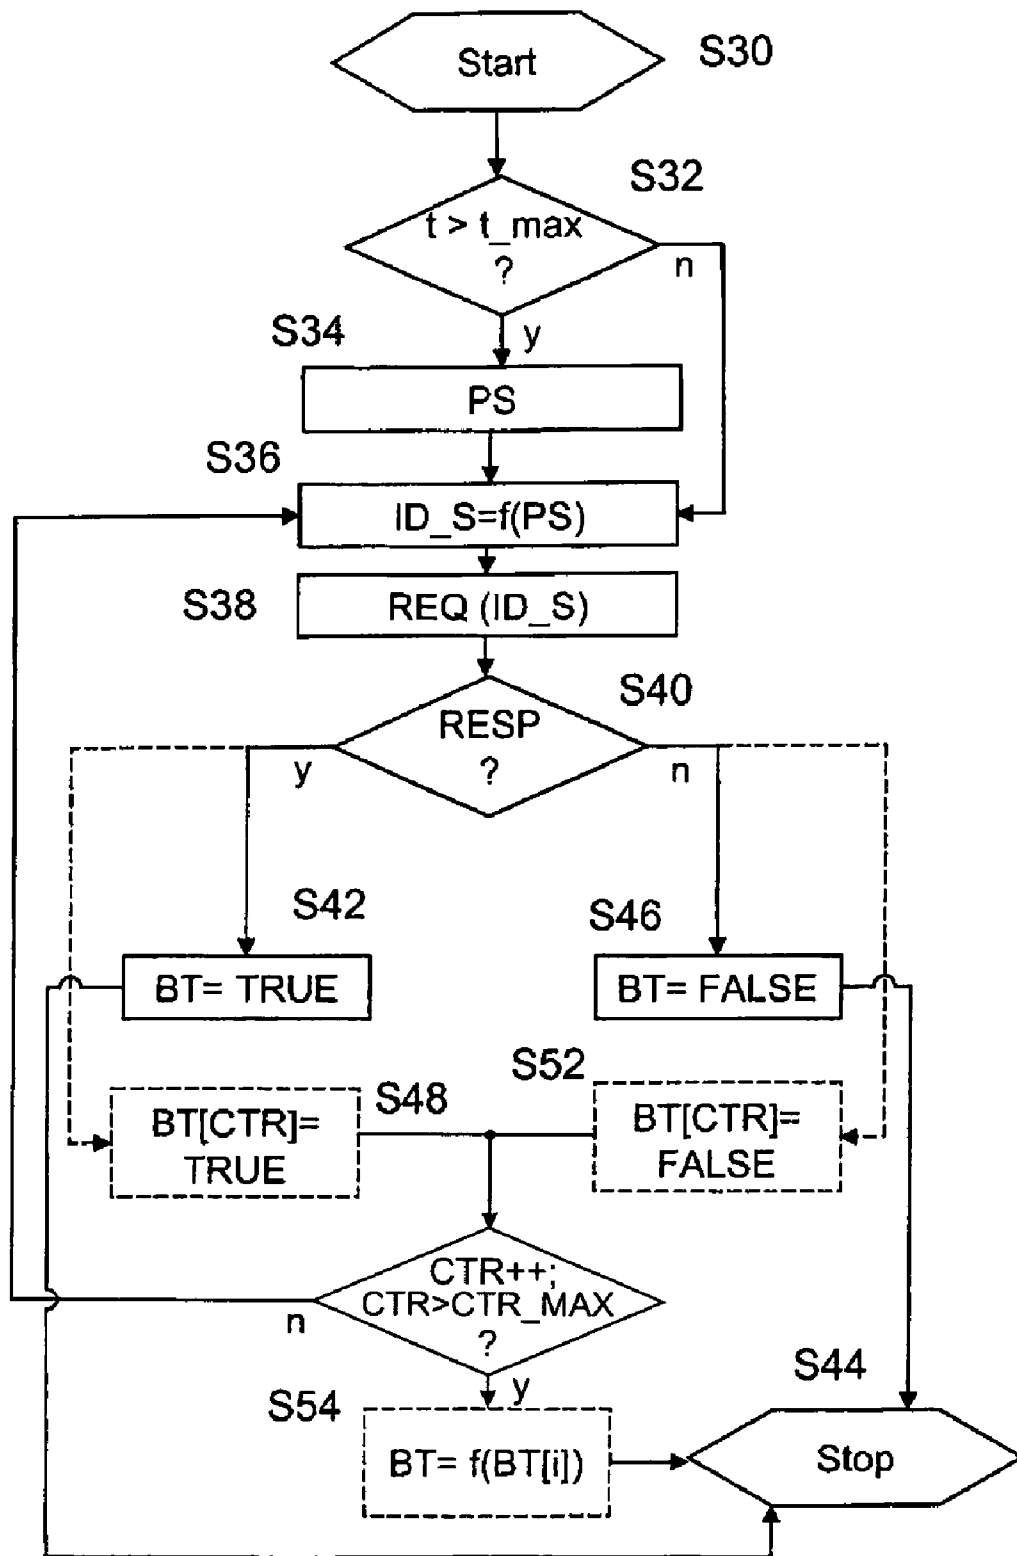 Start
S30
S32
t > t_max
?
n
y
S34
PS
S36
ID_S=f(PS)
S38
REQ (ID_S)
S40
RESP
?
y
n
S42
S46
BT= TRUE
BT= FALSE
S48
S52
BT[CTR]=
TRUE
BT[CTR]=
FALSE
CTR++;
CTR>CTR_MAX
?
n
y
S44
S54
BT= f(BT[i])
Stop